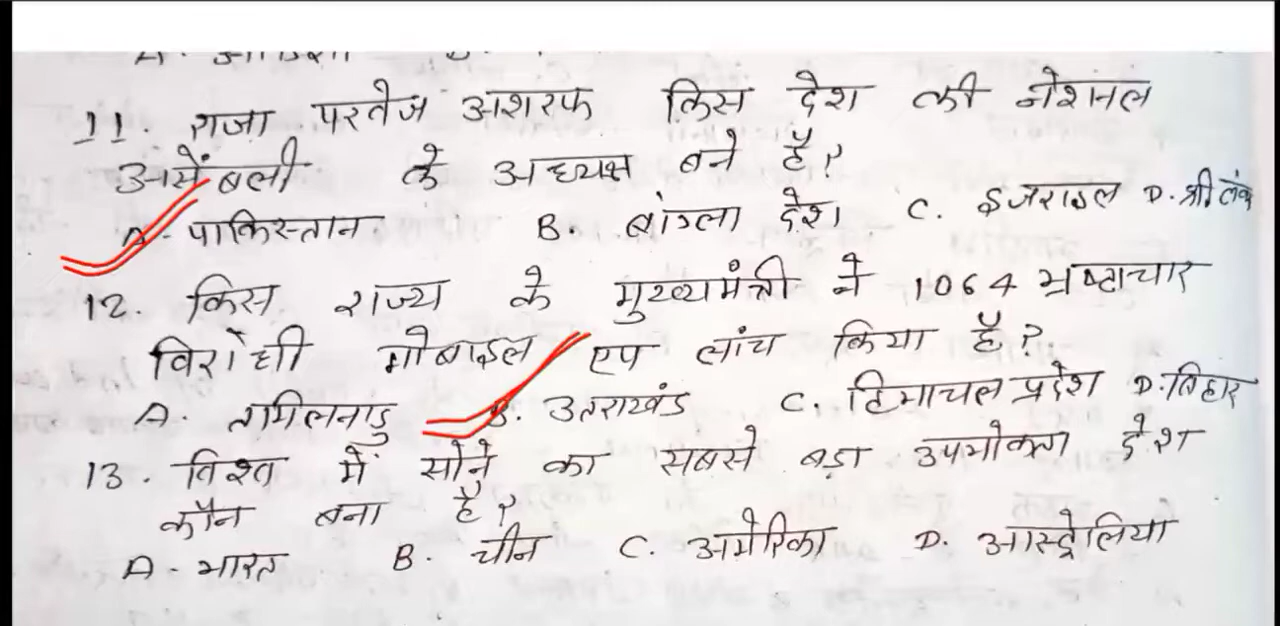 11. राजा परवेज अशरफ किस देश की नेशनल
असेंबली के अध्यक्ष बने हैं?
A. पाकिस्तान B. बांग्ला देश C. इजराइल D. श्रीलंक
12. किस राज्य के मुख्यमंत्री ने 1064 भ्रष्टाचार
विरोधी मोबाइल एप लांच किया है?
A. तमिलनाडु B. उत्तराखंड C. हिमाचल प्रदेश D. बिहार
13. विश्व में सोने का सबसे बड़ा उपभोक्ता देश
कौन बना है?
A. भारत B. चीन C. अमेरिका D. आस्ट्रेलिया